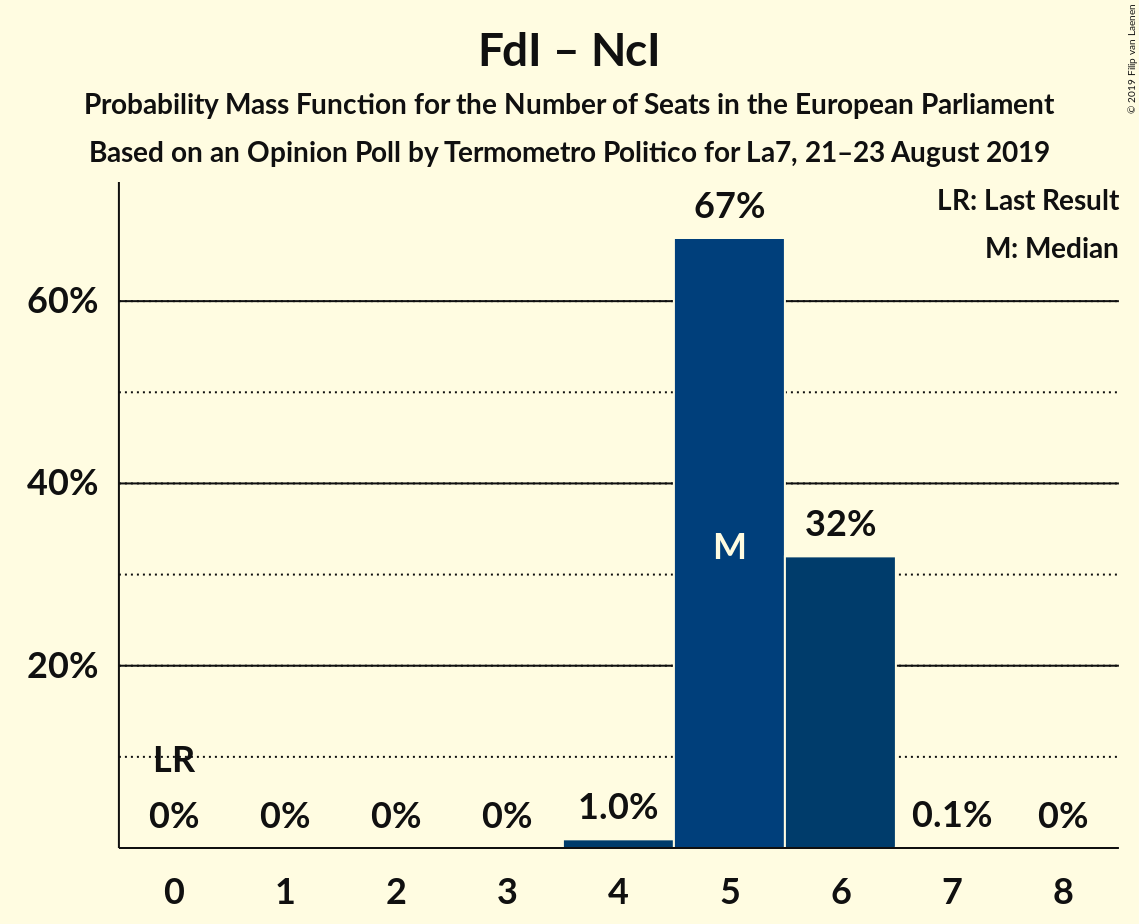 FdI – NcI
Probability Mass Function for the Number of Seats in the European Parliament
Based on an Opinion Poll by Termometro Politico for La7, 21–23 August 2019
© 2019 Filip van Laenen
LR: Last Result
M: Median
67%
60%
40%
32%
M
20%
LR
0% 0% 0% 0% 1.0% 0.1% 0%
0 1 2 3 4 5 6 7 8